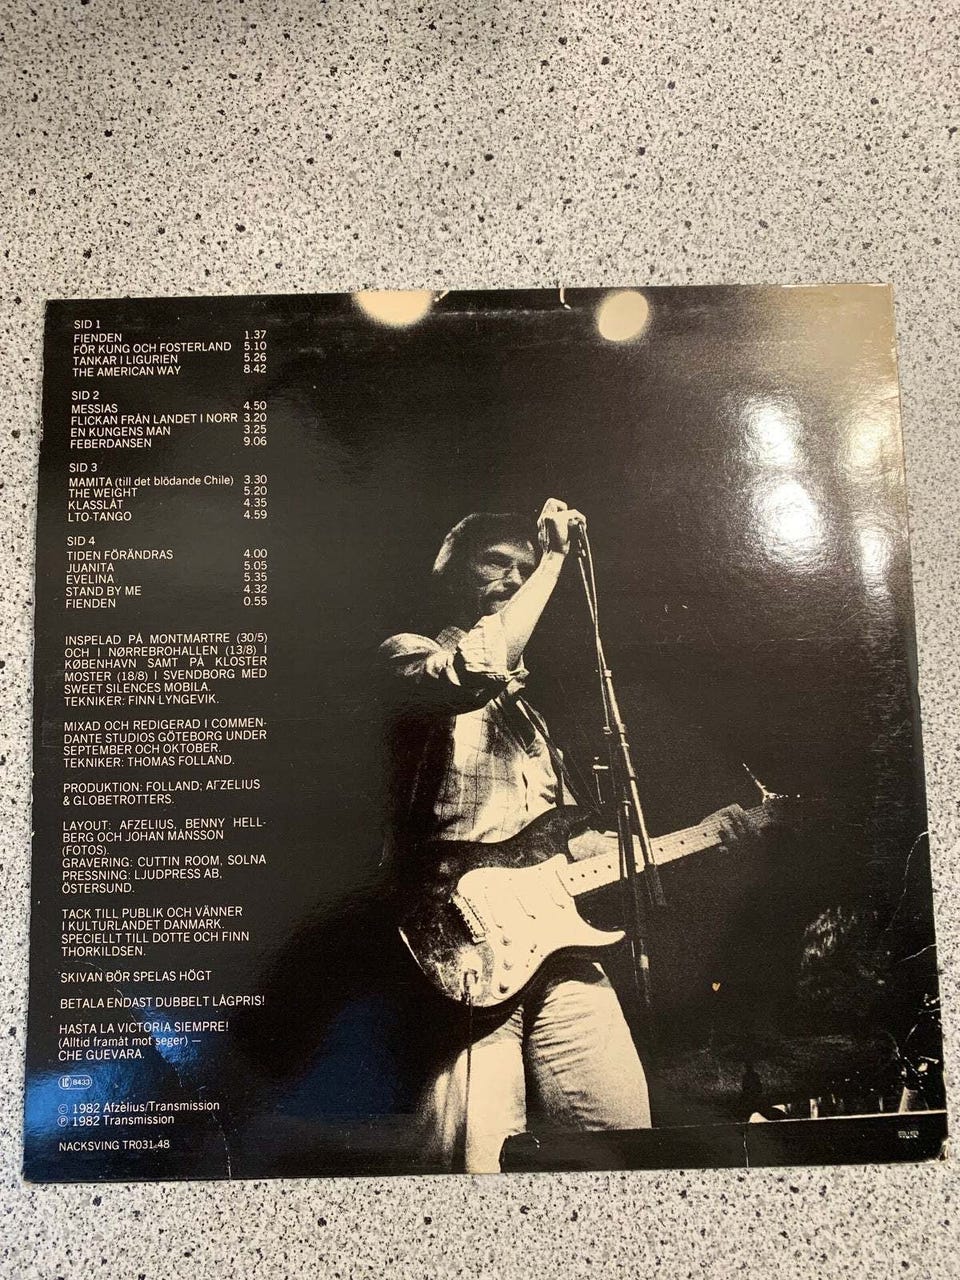 SID 1
FIENDEN 1.37
FÖR KUNG OCH FOSTERLAND 5.10
TANKAR I LIGURIEN 5.26
THE AMERICAN WAY 8.42
SID 2
MESSIAS 4.50
FLICKAN FRÅN LANDET I NORR 3.20
EN KUNGENS MAN 3.25
FEBERDANSEN 9.06
SID 3
MAMITA (till det blödande Chile) 3.30
THE WEIGHT 5.20
KLASSLÅT 4.35
LTO-TANGO 4.59
SID 4
TIDEN FÖRÄNDRAS 4.00
JUANITA 5.05
EVELINA 5.35
STAND BY ME 4.32
FIENDEN 0.55
INSPELAD PÅ MONTMARTRE (30/5)
OCH I NØRREBROHALLEN (13/8) I
KØBENHAVN SAMT PÅ KLOSTER
MOSTER (18/8) I SVENDBORG MED
SWEET SILENCES MOBILA.
TEKNIKER: FINN LYNGEVIK.
MIXAD OCH REDIGERAD I COMMEN-
DANTE STUDIOS GÖTEBORG UNDER
SEPTEMBER OCH OKTOBER.
TEKNIKER: THOMAS FOLLAND.
PRODUKTION: FOLLAND; AFZELIUS
& GLOBETROTTERS.
LAYOUT: AFZELIUS, BENNY HELL-
BERG OCH JOHAN MÅNSSON
(FOTOS).
GRAVERING: CUTTIN ROOM, SOLNA
PRESSNING: LJUDPRESS AB,
ÖSTERSUND.
TACK TILL PUBLIK OCH VÄNNER
I KULTURLANDET DANMARK.
SPECIELLT TILL DOTTE OCH FINN
THORKILDSEN.
SKIVAN BÖR SPELAS HÖGT
BETALA ENDAST DUBBELT LÅGPRIS!
HASTA LA VICTORIA SIEMPRE!
(Alltid framåt mot seger) —
CHE GUEVARA.
LC 8433
© 1982 Afzelius/Transmission
℗ 1982 Transmission
NACKSVING TR031-48